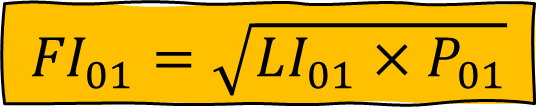 FI₀₁ = √(LI₀₁ × P₀₁)